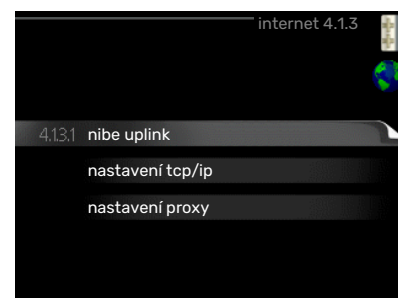 internet 4.1.3
4.1.3.1 nibe uplink
nastavení tcp/ip
nastavení proxy